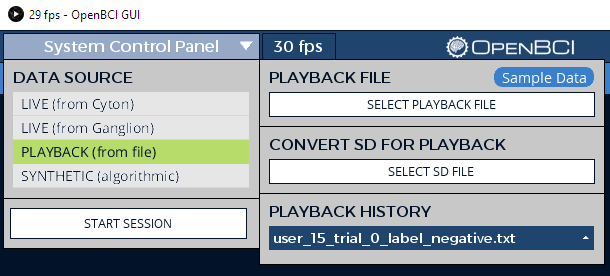 29 fps - OpenBCI GUI
System Control Panel
30 fps
OPENBCI
DATA SOURCE
LIVE (from Cyton)
LIVE (from Ganglion)
PLAYBACK (from file)
SYNTHETIC (algorithmic)
START SESSION
PLAYBACK FILE
Sample Data
SELECT PLAYBACK FILE
CONVERT SD FOR PLAYBACK
SELECT SD FILE
PLAYBACK HISTORY
user_15_trial_0_label_negative.txt